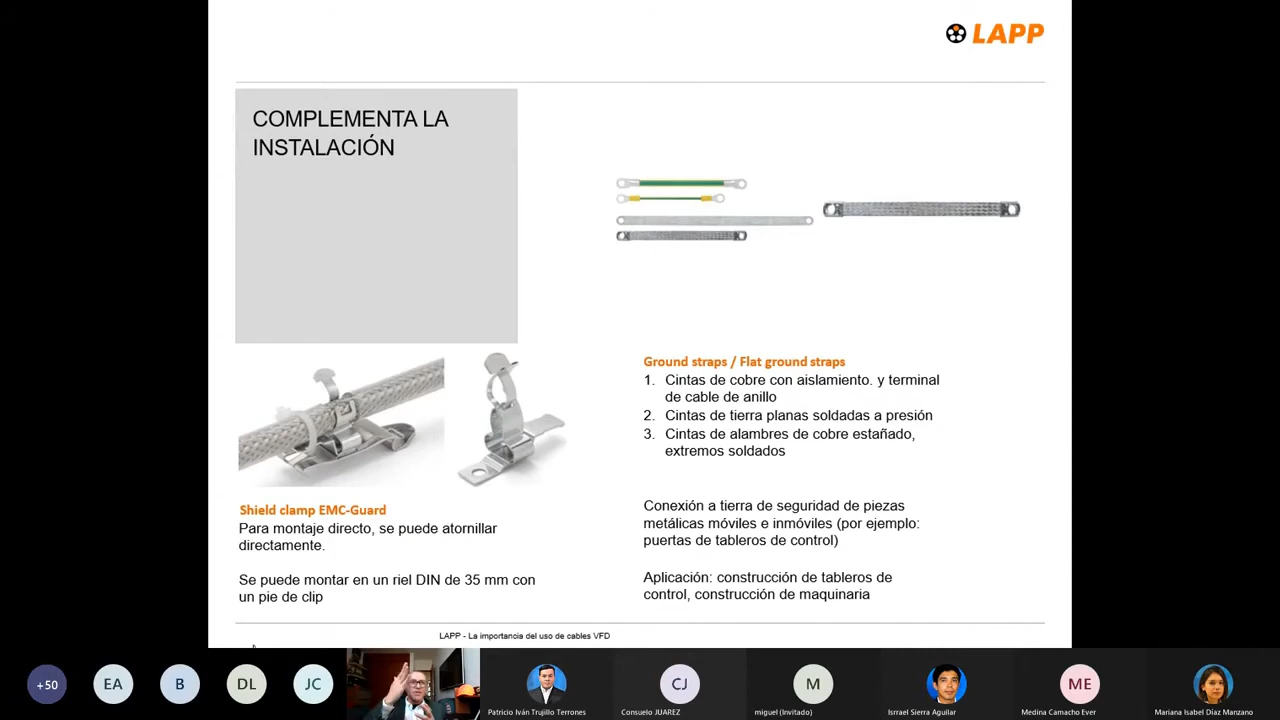 LAPP
COMPLEMENTA LA
INSTALACIÓN
Shield clamp EMC-Guard
Para montaje directo, se puede atornillar
directamente.
Se puede montar en un riel DIN de 35 mm con
un pie de clip
Ground straps / Flat ground straps
1. Cintas de cobre con aislamiento. y terminal
de cable de anillo
2. Cintas de tierra planas soldadas a presión
3. Cintas de alambres de cobre estañado,
extremos soldados
Conexión a tierra de seguridad de piezas
metálicas móviles e inmóviles (por ejemplo:
puertas de tableros de control)
Aplicación: construcción de tableros de
control, construcción de maquinaria
LAPP - La importancia del uso de cables VFD
+50
EA
B
DL
JC
Patricio Iván Trujillo Terrones
CJ
Consuelo JUAREZ
M
miguel (Invitado)
Isrrael Sierra Aguilar
ME
Medina Camacho Ever
Mariana Isabel Díaz Manzano